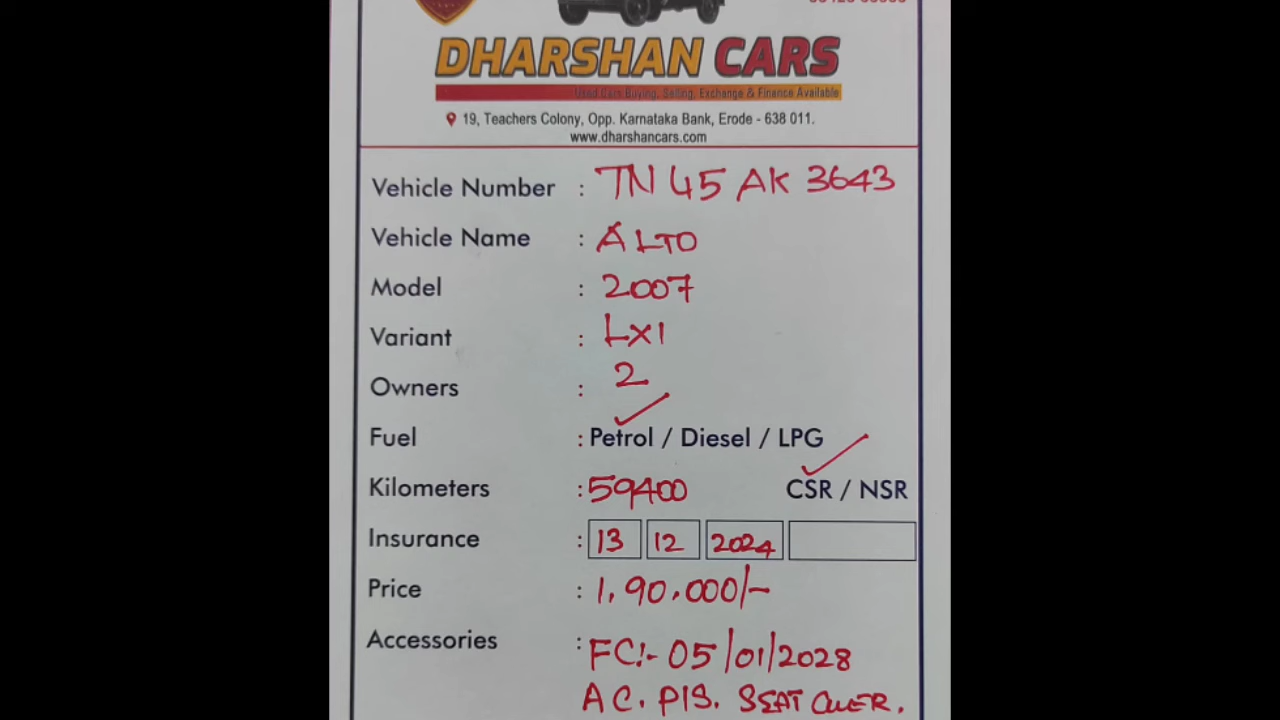 DHARSHAN CARS
Used Cars Buying, Selling, Exchange & Finance Available
19, Teachers Colony, Opp. Karnataka Bank, Erode - 638 011.
www.dharshancars.com
Vehicle Number : TN 45 AK 3643
Vehicle Name : ALTO
Model : 2007
Variant : LXI
Owners : 2
Fuel : Petrol / Diesel / LPG
Kilometers : 59400 CSR / NSR
Insurance : 13 12 2024
Price : 1,90,000/-
Accessories : FC:- 05/01/2028
AC. P/S. SEAT COVER.